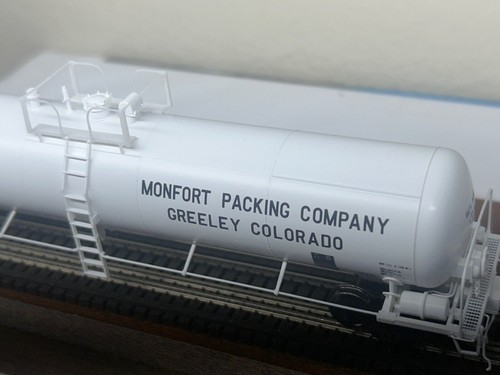 MONFORT PACKING COMPANY
GREELEY COLORADO